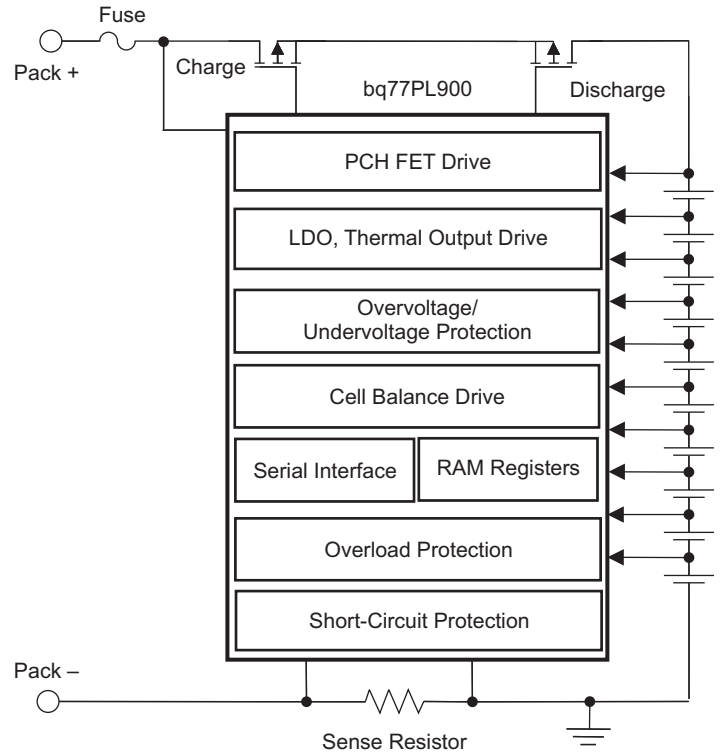 Fuse
Pack +
Charge
bq77PL900
Discharge
PCH FET Drive
LDO, Thermal Output Drive
Overvoltage/
Undervoltage Protection
Cell Balance Drive
Serial Interface
RAM Registers
Overload Protection
Short-Circuit Protection
Pack –
Sense Resistor